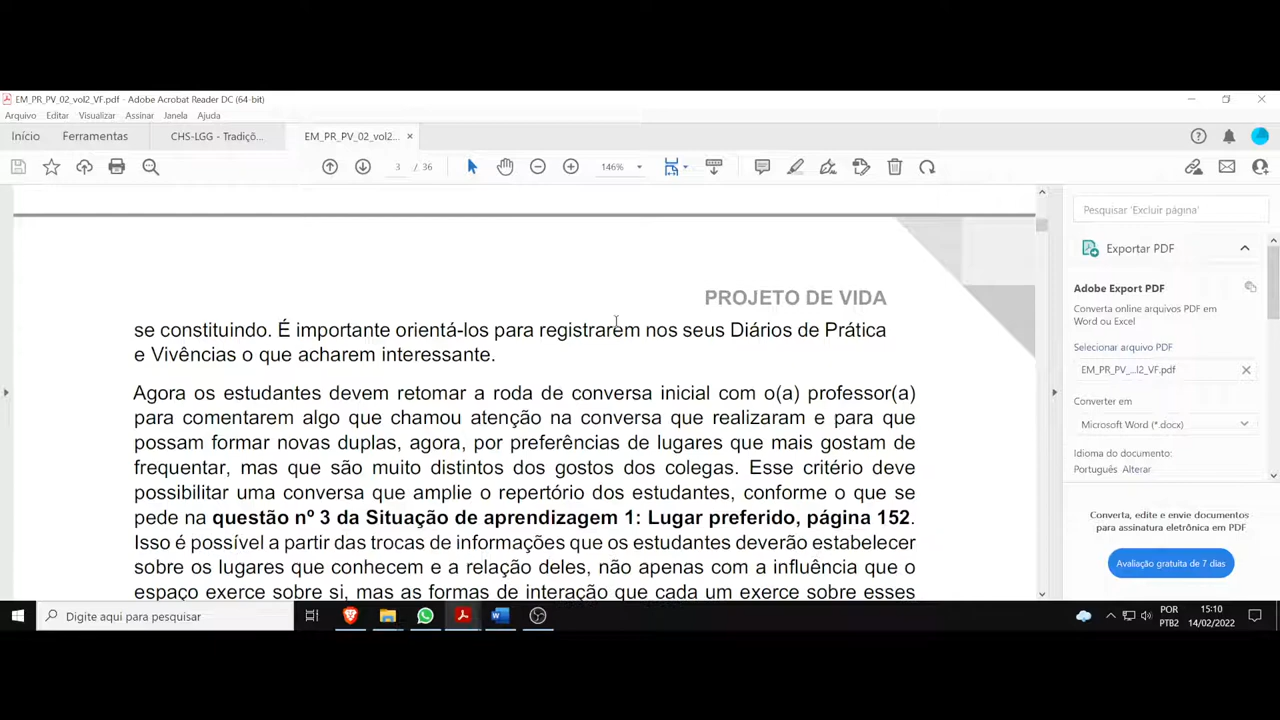 EM_PR_PV_02_vol2_VF.pdf - Adobe Acrobat Reader DC (64-bit)
Arquivo Editar Visualizar Assinar Janela Ajuda
Início Ferramentas CHS-LGG - Tradiçõ... EM_PR_PV_02_vol2... ×
3 / 36 146%
Pesquisar 'Excluir página'
Exportar PDF
Adobe Export PDF
Converta online arquivos PDF em
Word ou Excel
Selecionar arquivo PDF
EM_PR_PV_...l2_VF.pdf
Converter em
Microsoft Word (*.docx)
Idioma do documento:
Português Alterar
Converta, edite e envie documentos
para assinatura eletrônica em PDF
Avaliação gratuita de 7 dias
PROJETO DE VIDA
se constituindo. É importante orientá-los para registrarem nos seus Diários de Prática
e Vivências o que acharem interessante.
Agora os estudantes devem retomar a roda de conversa inicial com o(a) professor(a)
para comentarem algo que chamou atenção na conversa que realizaram e para que
possam formar novas duplas, agora, por preferências de lugares que mais gostam de
frequentar, mas que são muito distintos dos gostos dos colegas. Esse critério deve
possibilitar uma conversa que amplie o repertório dos estudantes, conforme o que se
pede na questão nº 3 da Situação de aprendizagem 1: Lugar preferido, página 152.
Isso é possível a partir das trocas de informações que os estudantes deverão estabelecer
sobre os lugares que conhecem e a relação deles, não apenas com a influência que o
espaço exerce sobre si, mas as formas de interação que cada um exerce sobre esses
Digite aqui para pesquisar
POR
PTB2
15:10
14/02/2022